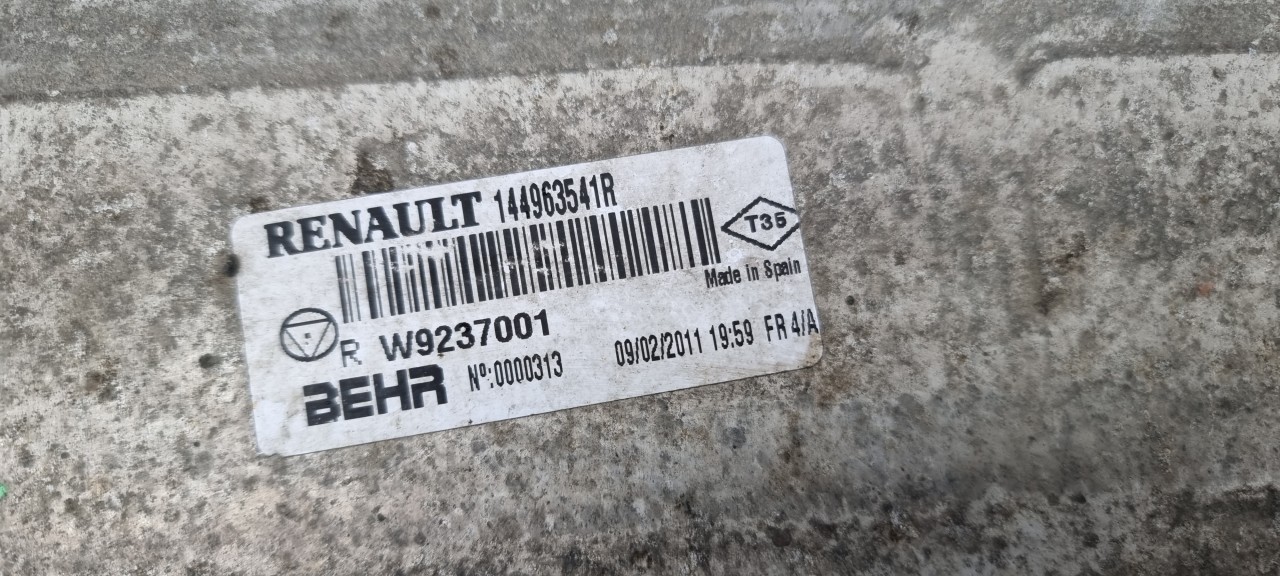 RENAULT 144963541R
T35
Made in Spain
R W9237001
BEHR Nº:0000313 09/02/2011 19:59 FR 4/A